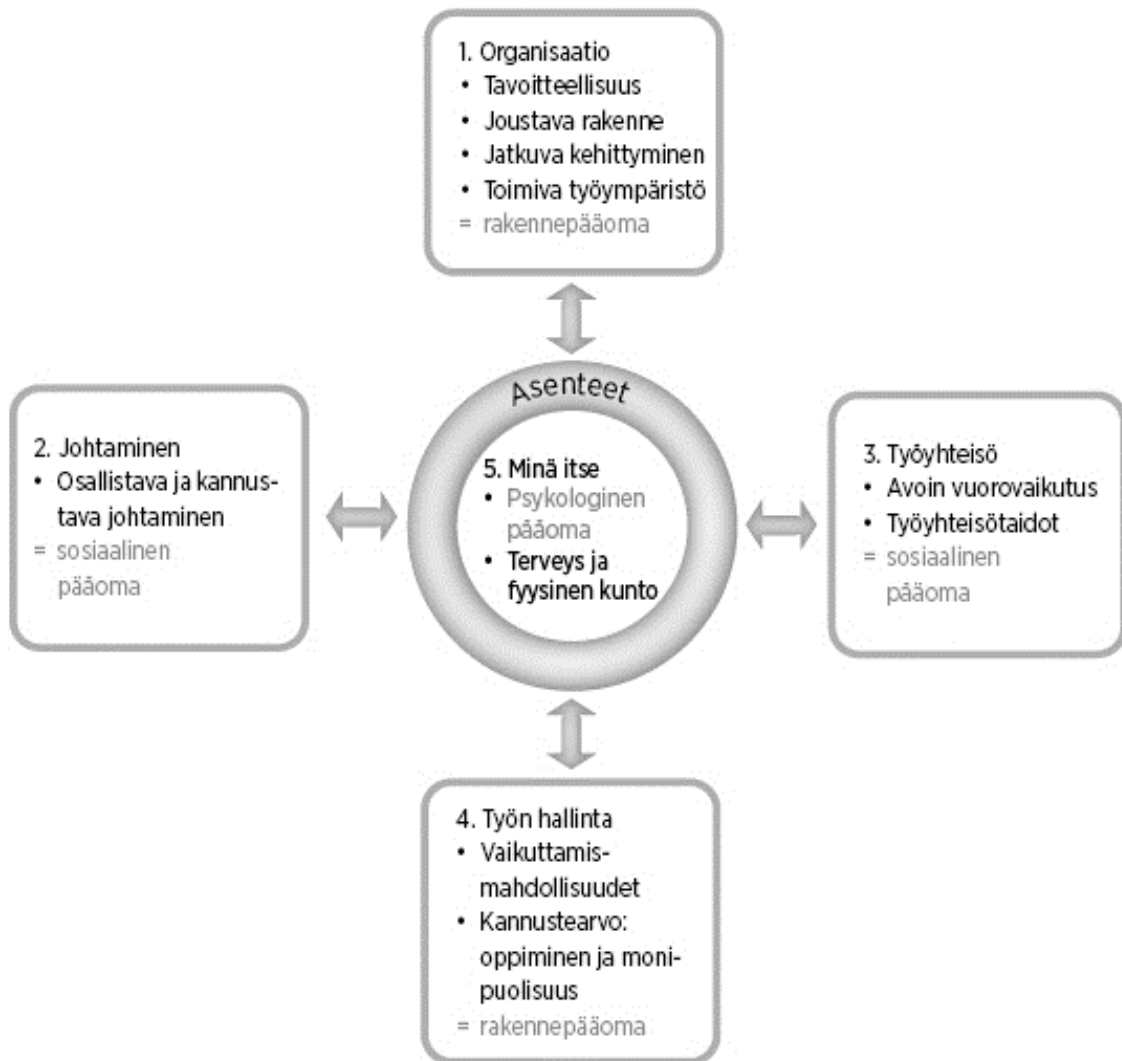 1. Organisaatio
• Tavoitteellisuus
• Joustava rakenne
• Jatkuva kehittyminen
• Toimiva työympäristö
= rakennepääoma
Asenteet
2. Johtaminen
• Osallistava ja kannus-
tava johtaminen
= sosiaalinen
pääoma
5. Minä itse
• Psykologinen
pääoma
• Terveys ja
fyysinen kunto
3. Työyhteisö
• Avoin vuorovaikutus
• Työyhteisötaidot
= sosiaalinen
pääoma
4. Työn hallinta
• Vaikuttamis-
mahdollisuudet
• Kannustearvo:
oppiminen ja moni-
puolisuus
= rakennepääoma